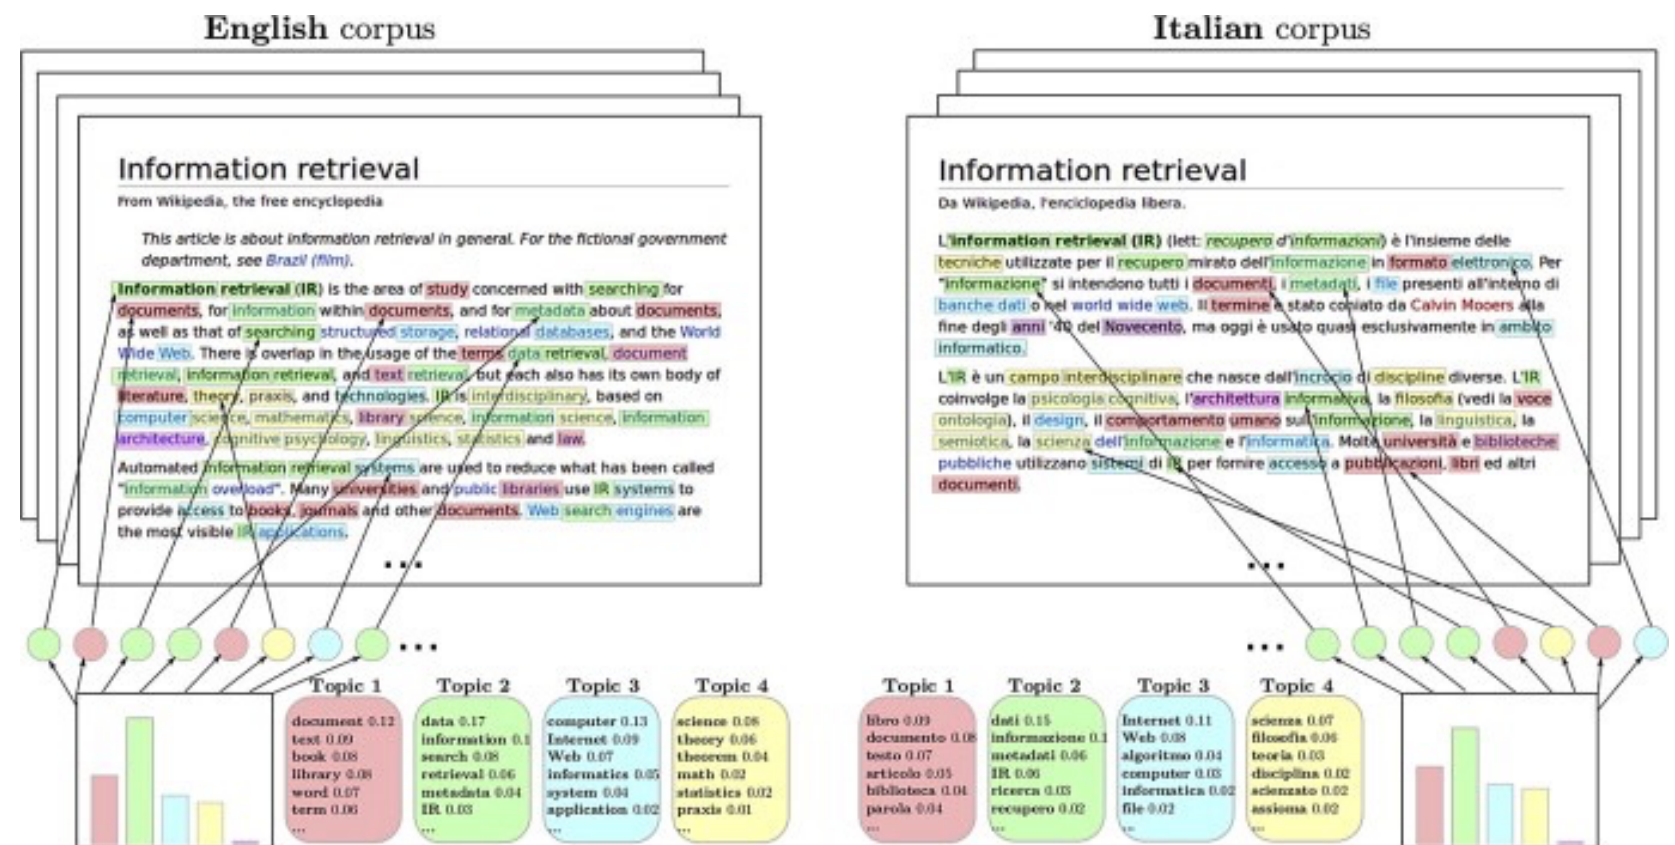 English corpus
Information retrieval
From Wikipedia, the free encyclopedia
This article is about information retrieval in general. For the fictional government
department, see Brazil (film).
Information retrieval (IR) is the area of study concerned with searching for
documents, for information within documents, and for metadata about documents,
as well as that of searching structured storage, relational databases, and the World
Wide Web. There is overlap in the usage of the terms data retrieval, document
retrieval, information retrieval, and text retrieval, but each also has its own body of
literature, theory, praxis, and technologies. IR is interdisciplinary, based on
computer science, mathematics, library science, information science, information
architecture, cognitive psychology, linguistics, statistics and law.
Automated information retrieval systems are used to reduce what has been called
"information overload". Many universities and public libraries use IR systems to
provide access to books, journals and other documents. Web search engines are
the most visible IR applications.
...
...
Topic 1
document 0.12
text 0.09
book 0.08
library 0.08
word 0.07
term 0.06
...
Topic 2
data 0.17
information 0.1
search 0.08
retrieval 0.06
metadata 0.04
IR 0.03
...
Topic 3
computer 0.13
Internet 0.09
Web 0.07
informatics 0.05
system 0.04
application 0.02
...
Topic 4
science 0.08
theory 0.06
theorem 0.04
math 0.02
statistics 0.02
praxis 0.01
...
Italian corpus
Information retrieval
Da Wikipedia, l'enciclopedia libera.
L'information retrieval (IR) (lett: recupero d'informazioni) è l'insieme delle
tecniche utilizzate per il recupero mirato dell'informazione in formato elettronico. Per
"informazione" si intendono tutti i documenti, i metadati, i file presenti all'interno di
banche dati o nel world wide web. Il termine è stato coniato da Calvin Mooers alla
fine degli anni '40 del Novecento, ma oggi è usato quasi esclusivamente in ambito
informatico.
L'IR è un campo interdisciplinare che nasce dall'incrocio di discipline diverse. L'IR
coinvolge la psicologia cognitiva, l'architettura informativa, la filosofia (vedi la voce
ontologia), il design, il comportamento umano sull'informazione, la linguistica, la
semiotica, la scienza dell'informazione e l'informatica. Molte università e biblioteche
pubbliche utilizzano sistemi di IR per fornire accesso a pubblicazioni, libri ed altri
documenti.
...
...
Topic 1
libro 0.09
documento 0.08
testo 0.07
articolo 0.05
biblioteca 0.04
parola 0.04
...
Topic 2
dati 0.15
informazione 0.1
metadati 0.06
IR 0.06
ricerca 0.03
recupero 0.02
...
Topic 3
Internet 0.11
Web 0.08
algoritmo 0.04
computer 0.03
informatica 0.02
file 0.02
...
Topic 4
scienza 0.07
filosofia 0.06
teoria 0.03
disciplina 0.02
scienzato 0.02
assioma 0.02
...